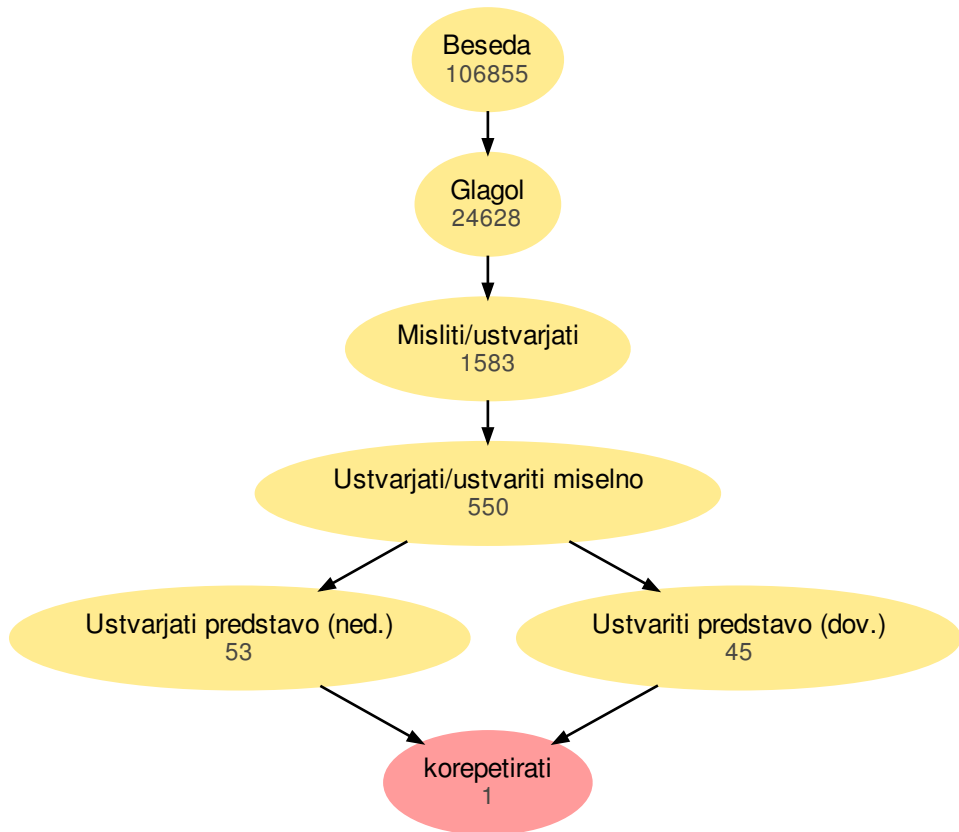 Beseda
106855
Glagol
24628
Misliti/ustvarjati
1583
Ustvarjati/ustvariti miselno
550
Ustvarjati predstavo (ned.)
53
Ustvariti predstavo (dov.)
45
korepetirati
1